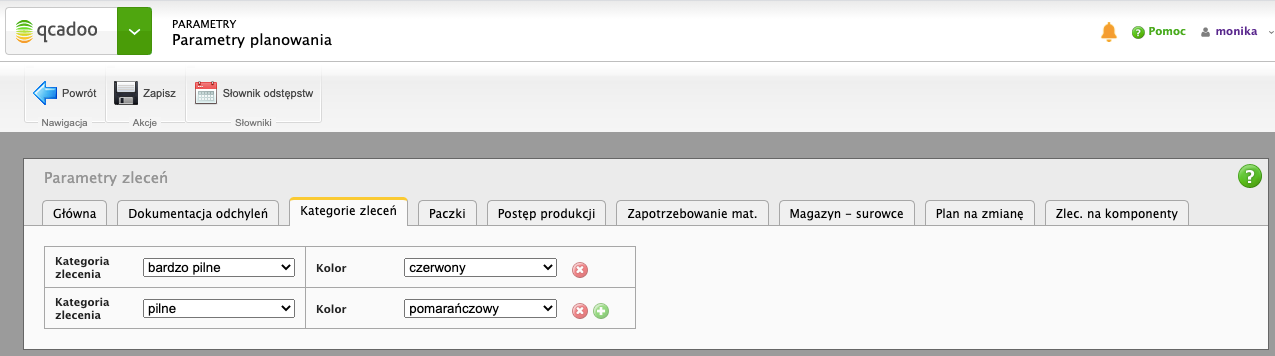 qcadoo
PARAMETRY
Parametry planowania
? Pomoc
monika
Powrót
Zapisz
Słownik odstępstw
Nawigacja
Akcje
Słowniki
Parametry zleceń
?
Główna
Dokumentacja odchyleń
Kategorie zleceń
Paczki
Postęp produkcji
Zapotrzebowanie mat.
Magazyn – surowce
Plan na zmianę
Zlec. na komponenty
Kategoria
zlecenia
bardzo pilne
Kolor
czerwony
Kategoria
zlecenia
pilne
Kolor
pomarańczowy